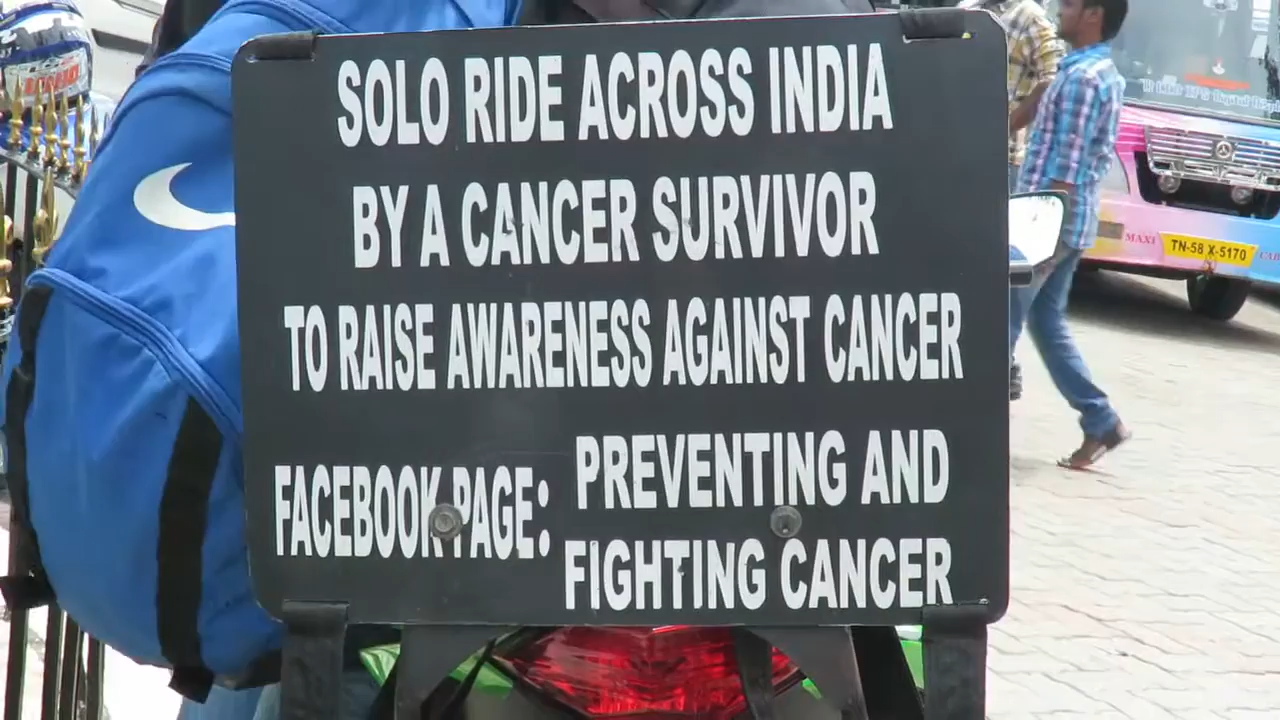 SOLO RIDE ACROSS INDIA
BY A CANCER SURVIVOR
TO RAISE AWARENESS AGAINST CANCER
FACEBOOK PAGE: PREVENTING AND
FIGHTING CANCER
MAXI
TN-58 X-5170